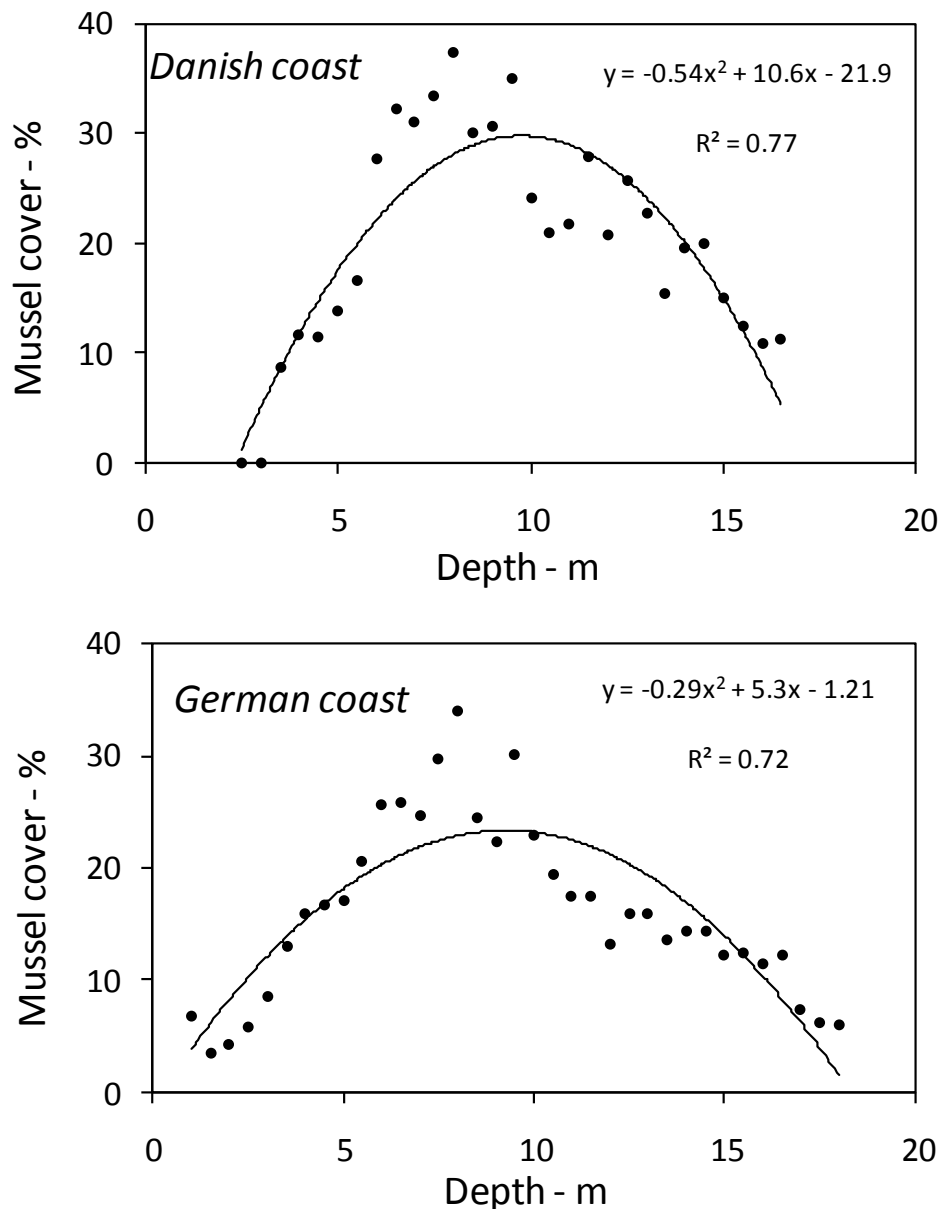 40
Danish coast
y = -0.54x² + 10.6x - 21.9
30
R² = 0.77
20
10
0
Mussel cover - %
0 5 10 15 20
Depth - m
40
German coast
y = -0.29x² + 5.3x - 1.21
30
R² = 0.72
20
10
0
Mussel cover - %
0 5 10 15 20
Depth - m